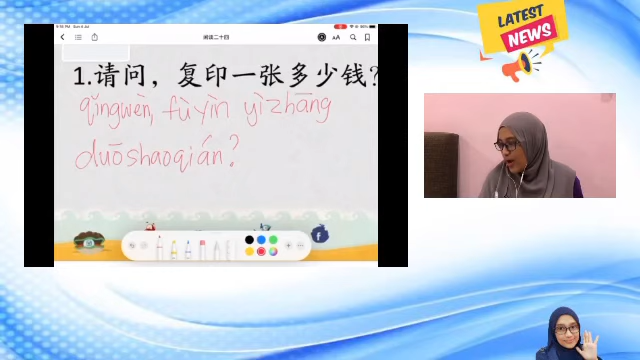 LATEST
NEWS
阅读二十四
AA
1.请问，复印一张多少钱？
qǐngwèn, fùyìn yìzhāng
duōshaoqián?